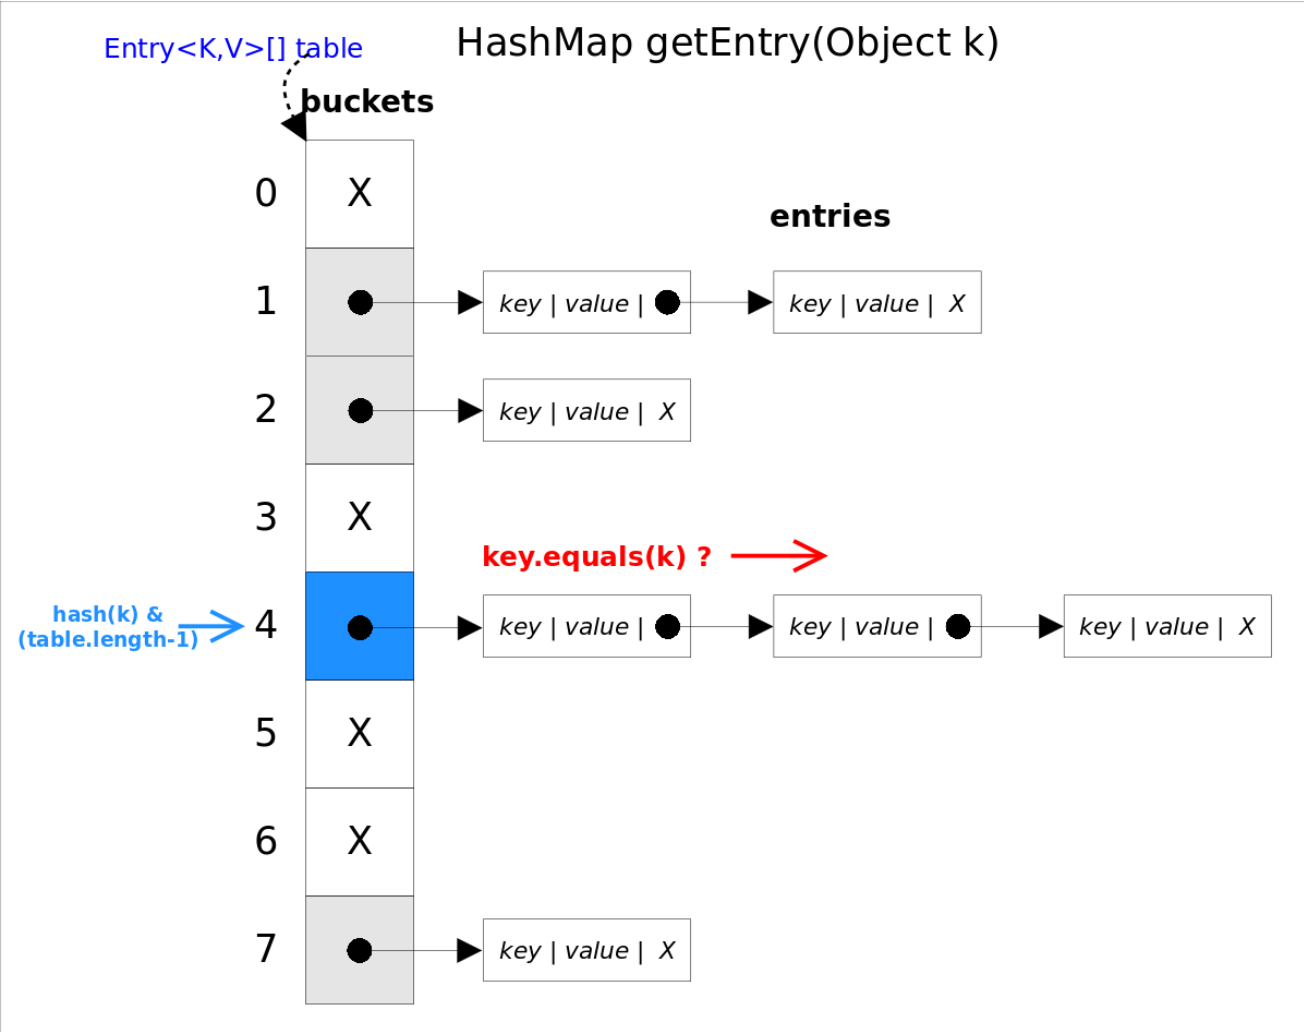 Entry<K,V>[] table
HashMap getEntry(Object k)
buckets
0 X
entries
1 key | value | key | value | X
2 key | value | X
3 X
key.equals(k) ?
hash(k) &
(table.length-1)
4 key | value | key | value | key | value | X
5 X
6 X
7 key | value | X